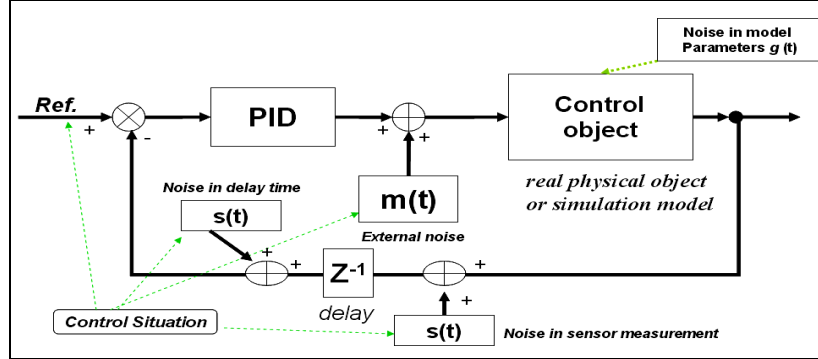 Noise in model
Parameters g (t)
Ref.
+
-
PID
+
+
Control
object
real physical object
or simulation model
Noise in delay time
s(t)
m(t)
External noise
+
+
Z-1
delay
+
+
s(t)
Noise in sensor measurement
Control Situation